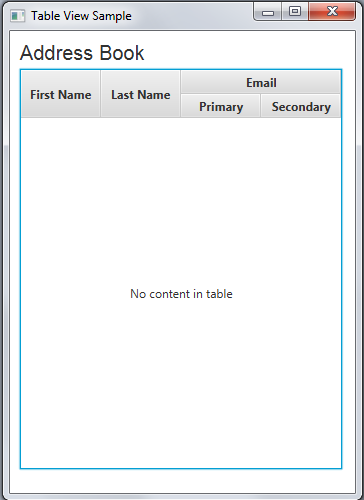 Table View Sample
Address Book
First Name Last Name Email
Primary Secondary
No content in table